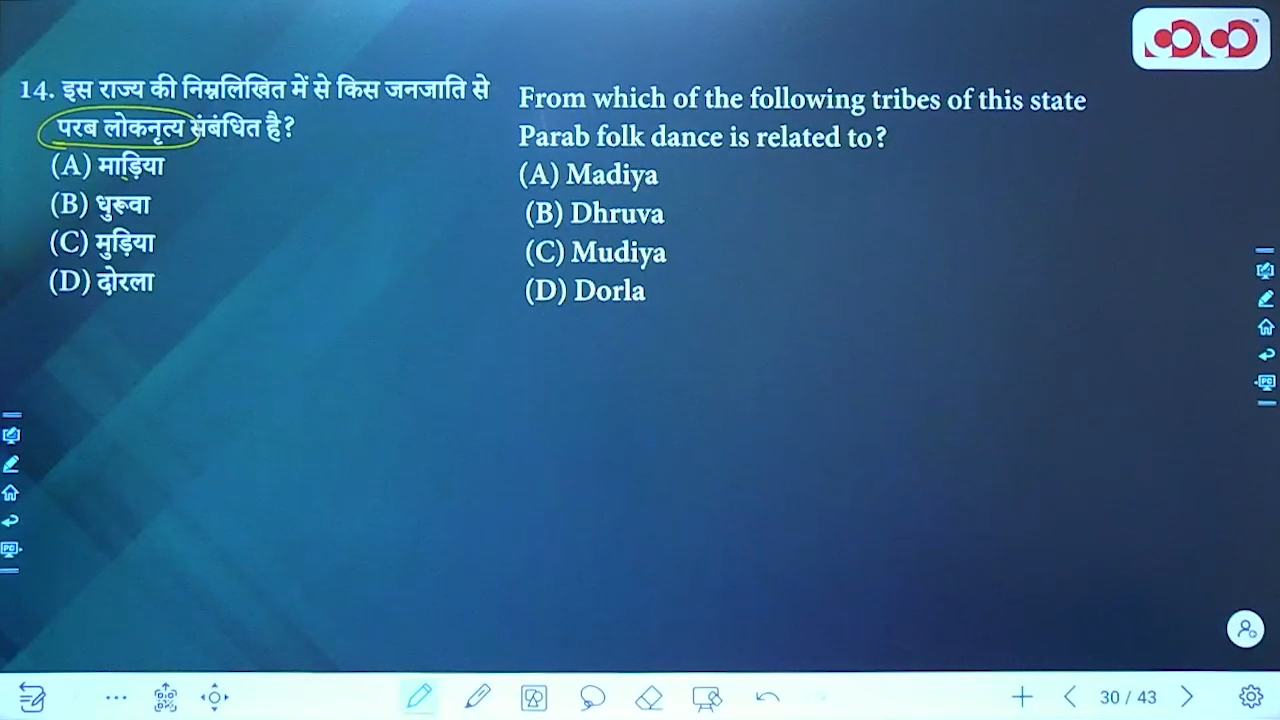 14. इस राज्य की निम्नलिखित में से किस जनजाति से
परब लोकनृत्य संबंधित है?
(A) माड़िया
(B) धुरूवा
(C) मुड़िया
(D) दोरला
From which of the following tribes of this state
Parab folk dance is related to?
(A) Madiya
(B) Dhruva
(C) Mudiya
(D) Dorla
30 / 43